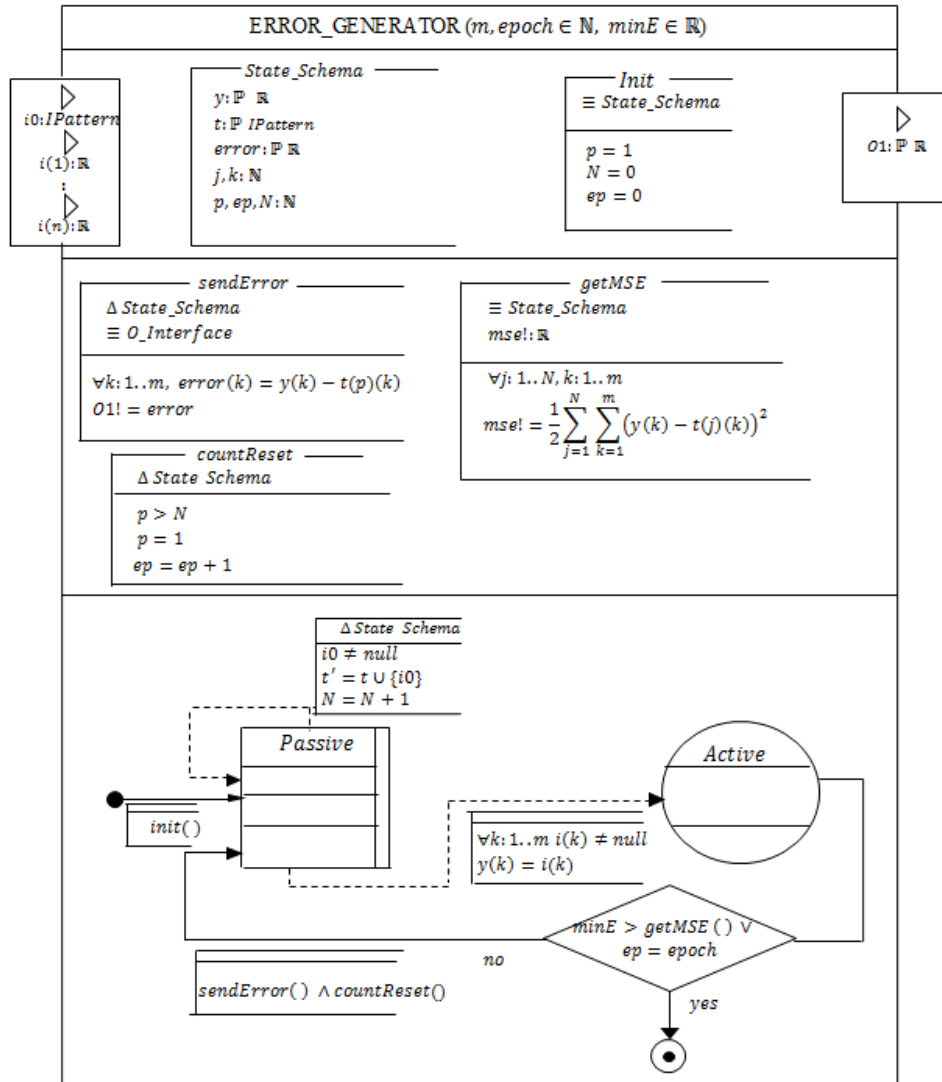 ERROR_GENERATOR (m, epoch ∈ ℕ, minE ∈ ℝ)
i0: IPattern
i(1): ℝ
:
i(n): ℝ
State_Schema
y: ℙ ℝ
t: ℙ IPattern
error: ℙ ℝ
j, k: ℕ
p, ep, N: ℕ
Init
≡ State_Schema
p = 1
N = 0
ep = 0
O1: ℙ ℝ
sendError
Δ State_Schema
≡ O_Interface
∀k: 1..m, error(k) = y(k) − t(p)(k)
O1! = error
getMSE
≡ State_Schema
mse!: ℝ
∀j: 1..N, k: 1..m
mse! = 1/2 ∑_{j=1}^{N} ∑_{k=1}^{m} (y(k) − t(j)(k))²
countReset
Δ State Schema
p > N
p = 1
ep = ep + 1
Δ State Schema
i0 ≠ null
t′ = t ∪ {i0}
N = N + 1
Passive
Active
init( )
∀k: 1..m i(k) ≠ null
y(k) = i(k)
minE > getMSE ( ) ∨
ep = epoch
no
sendError( ) ∧ countReset()
yes